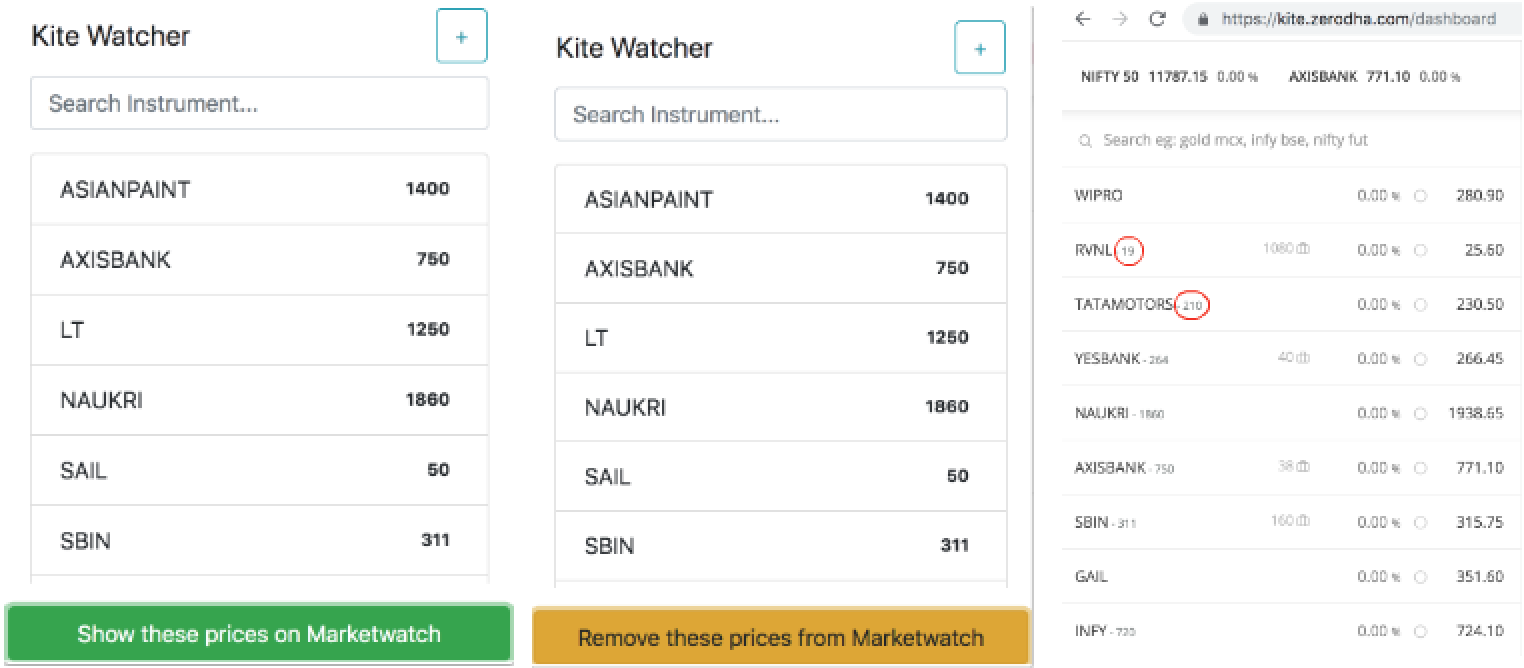 Kite Watcher
+
Search Instrument...
ASIANPAINT 1400
AXISBANK 750
LT 1250
NAUKRI 1860
SAIL 50
SBIN 311
Show these prices on Marketwatch
Kite Watcher
+
Search Instrument...
ASIANPAINT 1400
AXISBANK 750
LT 1250
NAUKRI 1860
SAIL 50
SBIN 311
Remove these prices from Marketwatch
https://kite.zerodha.com/dashboard
NIFTY 50 11787.15 0.00 % AXISBANK 771.10 0.00 %
Search eg: gold mcx, infy bse, nifty fut
WIPRO 0.00 % 280.90
RVNL 19 1080 0.00 % 25.60
TATAMOTORS - 210 0.00 % 230.50
YESBANK - 264 40 0.00 % 266.45
NAUKRI - 1860 0.00 % 1938.65
AXISBANK - 750 38 0.00 % 771.10
SBIN - 311 160 0.00 % 315.75
GAIL 0.00 % 351.60
INFY - 720 0.00 % 724.10